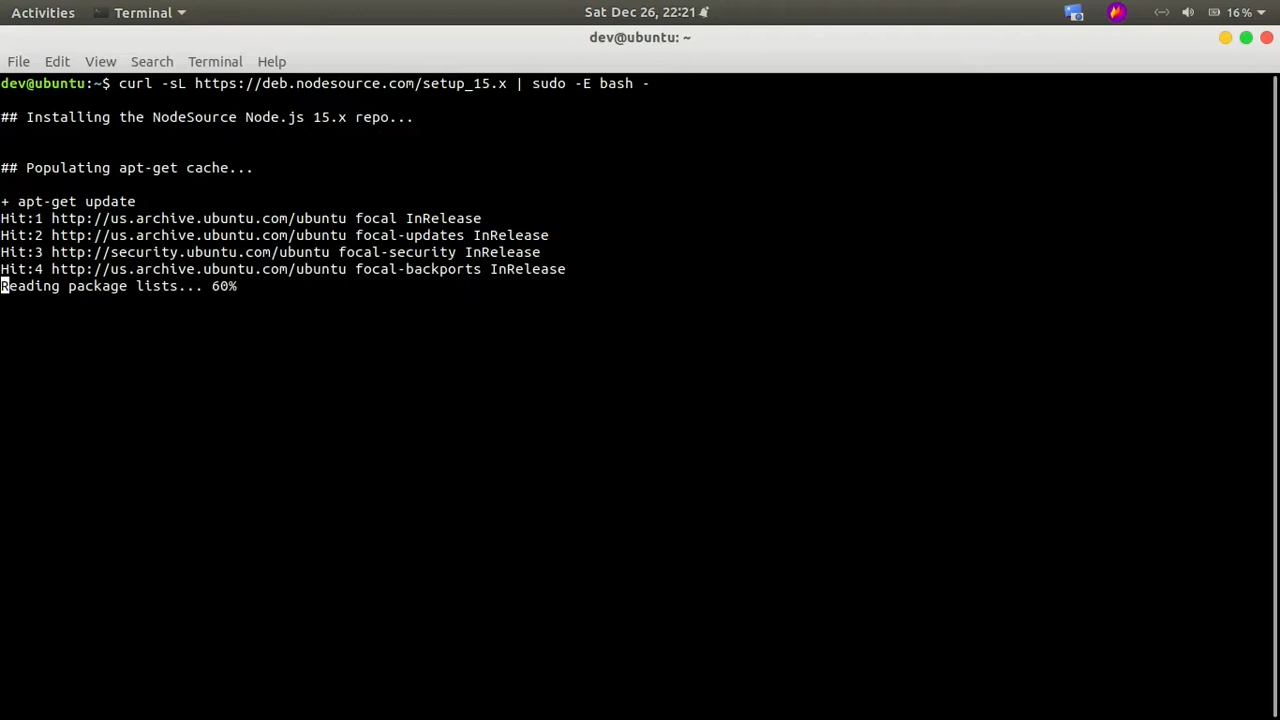 Activities Terminal Sat Dec 26, 22:21 16%
dev@ubuntu: ~
File Edit View Search Terminal Help
dev@ubuntu:~$ curl -sL https://deb.nodesource.com/setup_15.x | sudo -E bash -
## Installing the NodeSource Node.js 15.x repo...
## Populating apt-get cache...
+ apt-get update
Hit:1 http://us.archive.ubuntu.com/ubuntu focal InRelease
Hit:2 http://us.archive.ubuntu.com/ubuntu focal-updates InRelease
Hit:3 http://security.ubuntu.com/ubuntu focal-security InRelease
Hit:4 http://us.archive.ubuntu.com/ubuntu focal-backports InRelease
Reading package lists... 60%